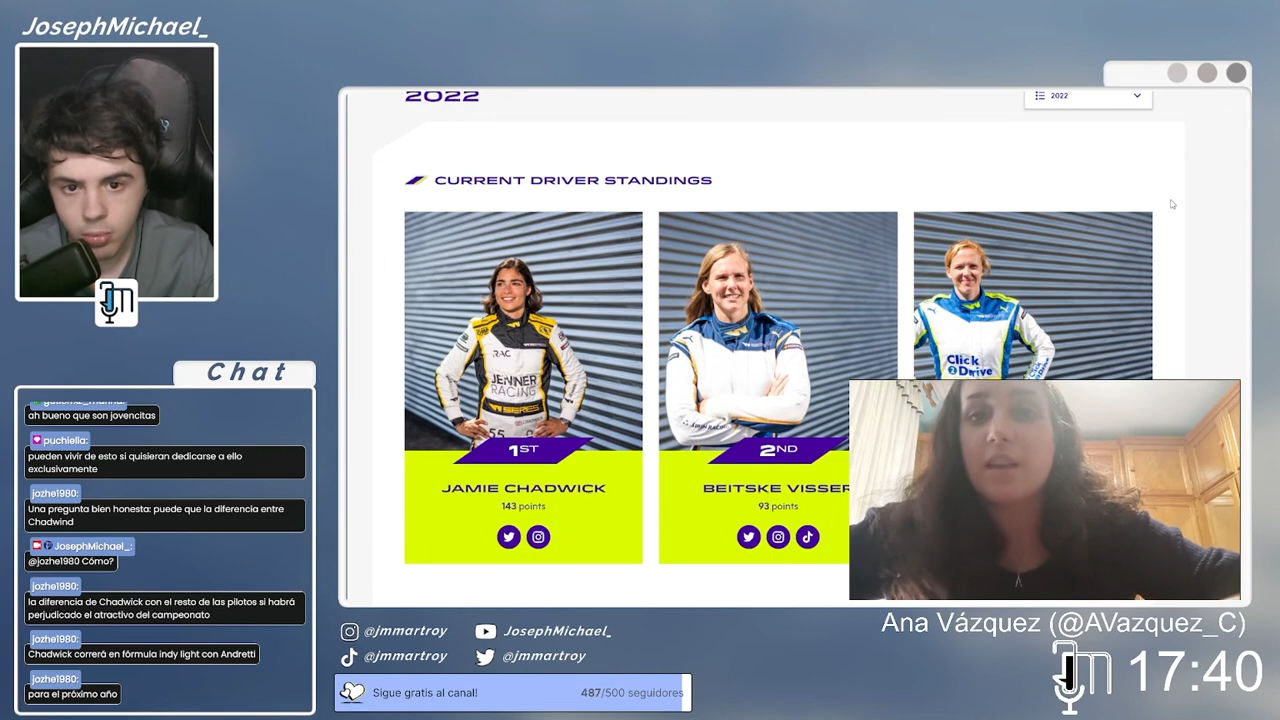 JosephMichael_
2022
2022
CURRENT DRIVER STANDINGS
RAC
JENNER
RACING
W SERIES
55
Click
2 Drive
1ST
2ND
JAMIE CHADWICK
143 points
BEITSKE VISSER
93 points
Chat
ah bueno que son jovencitas
puchiella:
pueden vivir de esto si quisieran dedicarse a ello
exclusivamente
jozhe1980:
Una pregunta bien honesta: puede que la diferencia entre
Chadwind
JosephMichael_:
@jozhe1980 Cómo?
jozhe1980:
la diferencia de Chadwick con el resto de las pilotos si habrá
perjudicado el atractivo del campeonato
jozhe1980:
Chadwick correrá en fórmula indy light con Andretti
jozhe1980:
para el próximo año
@jmmartroy
JosephMichael_
@jmmartroy
@jmmartroy
Sigue gratis al canal!
487/500 seguidores
Ana Vázquez (@AVazquez_C)
17:40